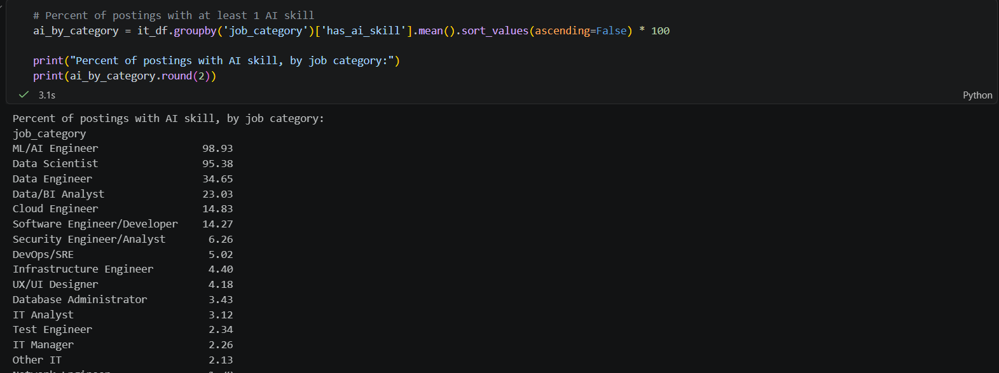 # Percent of postings with at least 1 AI skill
ai_by_category = it_df.groupby('job_category')['has_ai_skill'].mean().sort_values(ascending=False) * 100
print("Percent of postings with AI skill, by job category:")
print(ai_by_category.round(2))
3.1s
Python
Percent of postings with AI skill, by job category:
job_category
ML/AI Engineer 98.93
Data Scientist 95.38
Data Engineer 34.65
Data/BI Analyst 23.03
Cloud Engineer 14.83
Software Engineer/Developer 14.27
Security Engineer/Analyst 6.26
DevOps/SRE 5.02
Infrastructure Engineer 4.40
UX/UI Designer 4.18
Database Administrator 3.43
IT Analyst 3.12
Test Engineer 2.34
IT Manager 2.26
Other IT 2.13